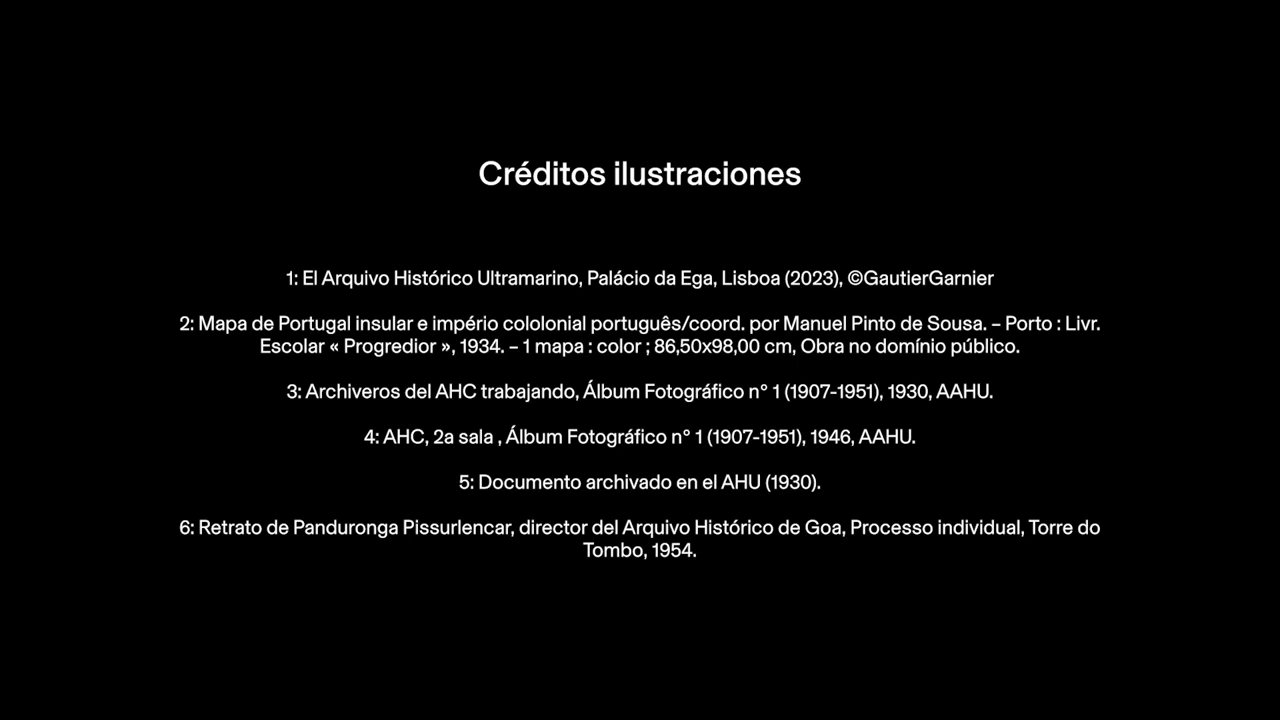 Créditos ilustraciones
1: El Arquivo Histórico Ultramarino, Palácio da Ega, Lisboa (2023), ©GautierGarnier
2: Mapa de Portugal insular e império cololonial português/coord. por Manuel Pinto de Sousa. – Porto : Livr.
Escolar « Progredior », 1934. – 1 mapa : color ; 86,50x98,00 cm, Obra no domínio público.
3: Archiveros del AHC trabajando, Álbum Fotográfico n° 1 (1907-1951), 1930, AAHU.
4: AHC, 2a sala , Álbum Fotográfico n° 1 (1907-1951), 1946, AAHU.
5: Documento archivado en el AHU (1930).
6: Retrato de Panduronga Pissurlencar, director del Arquivo Histórico de Goa, Processo individual, Torre do
Tombo, 1954.